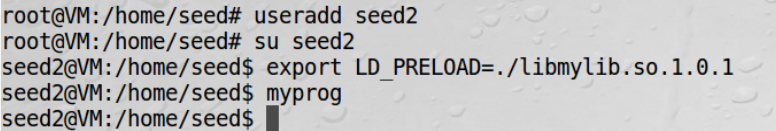 root@VM:/home/seed# useradd seed2
root@VM:/home/seed# su seed2
seed2@VM:/home/seed$ export LD_PRELOAD=./libmylib.so.1.0.1
seed2@VM:/home/seed$ myprog
seed2@VM:/home/seed$